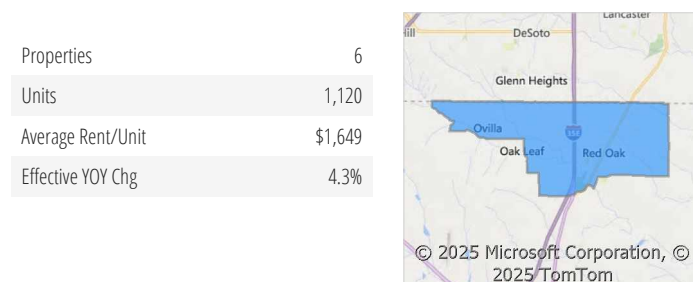 Properties 6
Units 1,120
Average Rent/Unit $1,649
Effective YOY Chg 4.3%
Lancaster
ill
DeSoto
Glenn Heights
Ovilla
Oak Leaf
Red Oak
© 2025 Microsoft Corporation, ©
2025 TomTom